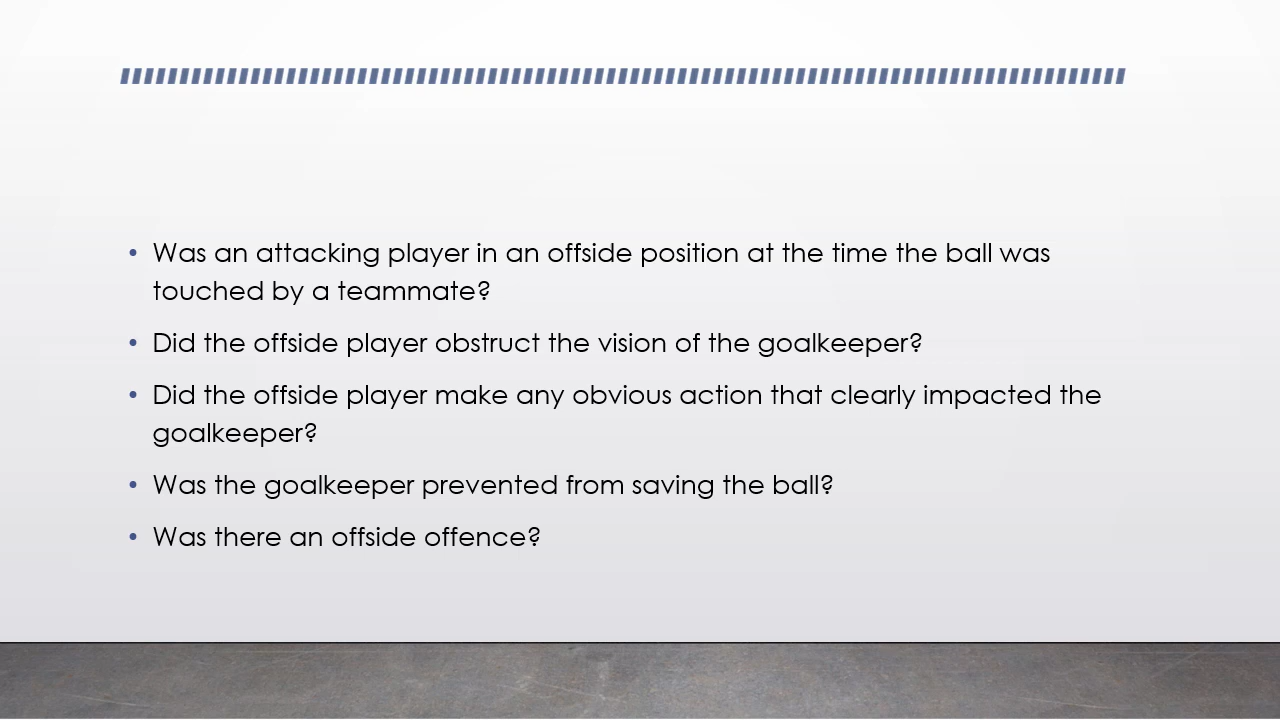 • Was an attacking player in an offside position at the time the ball was
touched by a teammate?
• Did the offside player obstruct the vision of the goalkeeper?
• Did the offside player make any obvious action that clearly impacted the
goalkeeper?
• Was the goalkeeper prevented from saving the ball?
• Was there an offside offence?